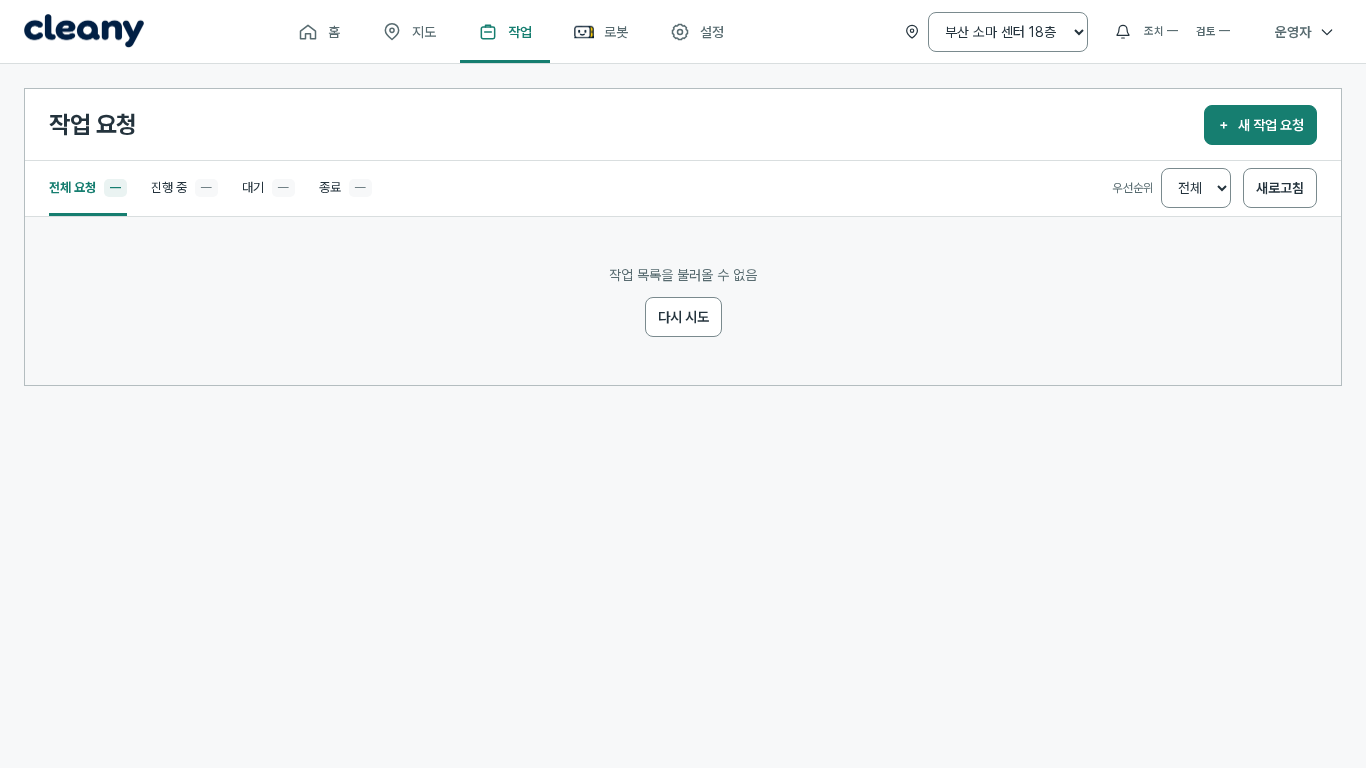 cleany
홈
지도
작업
로봇
설정
부산 소마 센터 18층
조치 —
검토 —
운영자
작업 요청
+ 새 작업 요청
전체 요청 —
진행 중 —
대기 —
종료 —
우선순위
전체
새로고침
작업 목록을 불러올 수 없음
다시 시도